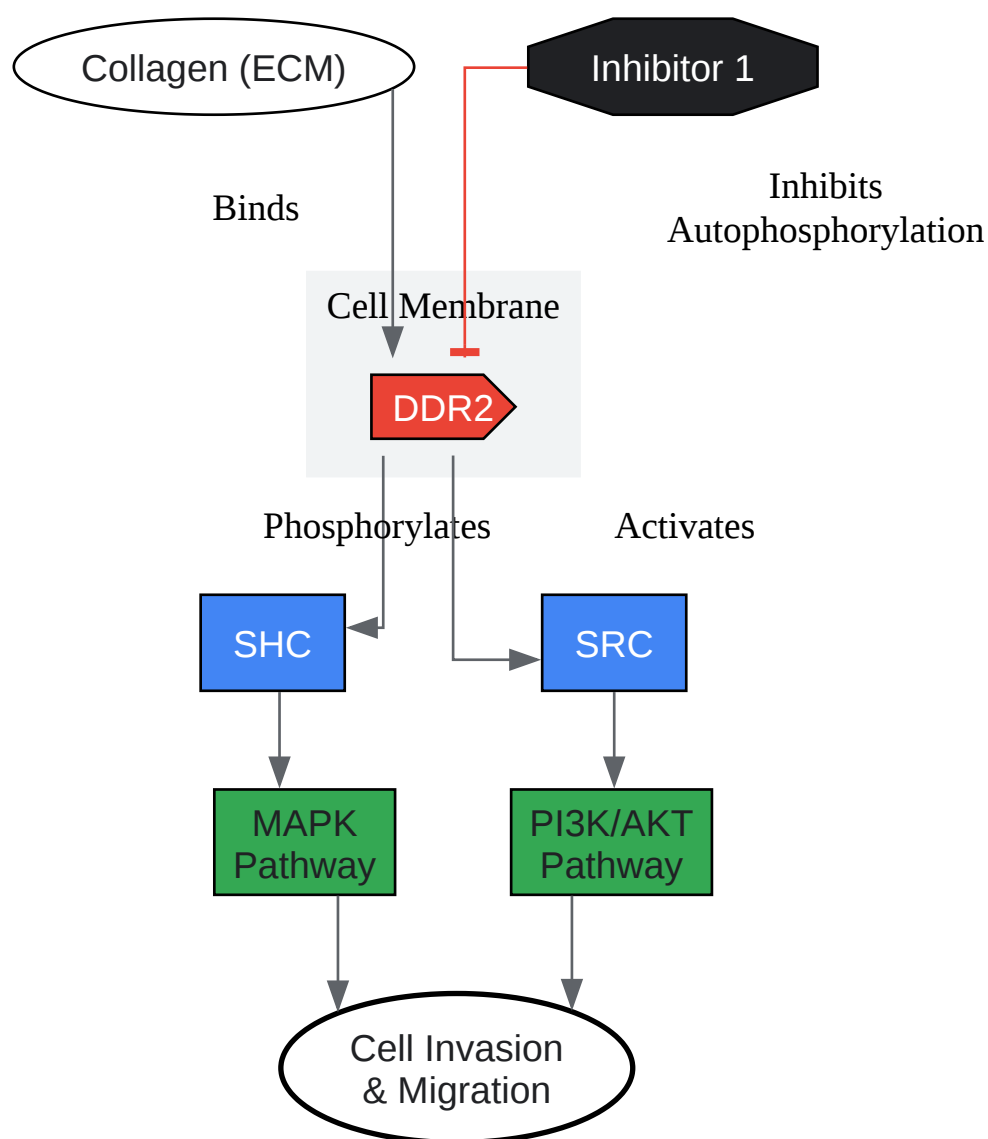 Collagen (ECM)
Inhibitor 1
Binds
Inhibits
Autophosphorylation
Cell Membrane
DDR2
Phosphorylates
Activates
SHC
SRC
MAPK
Pathway
PI3K/AKT
Pathway
Cell Invasion
& Migration